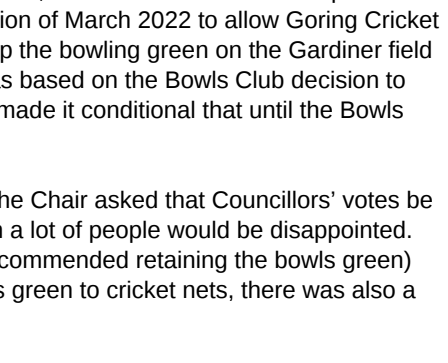 ion of March 2022 to allow Goring Cricket
p the bowling green on the Gardiner field
s based on the Bowls Club decision to
made it conditional that until the Bowls
he Chair asked that Councillors’ votes be
a lot of people would be disappointed.
commended retaining the bowls green)
s green to cricket nets, there was also a